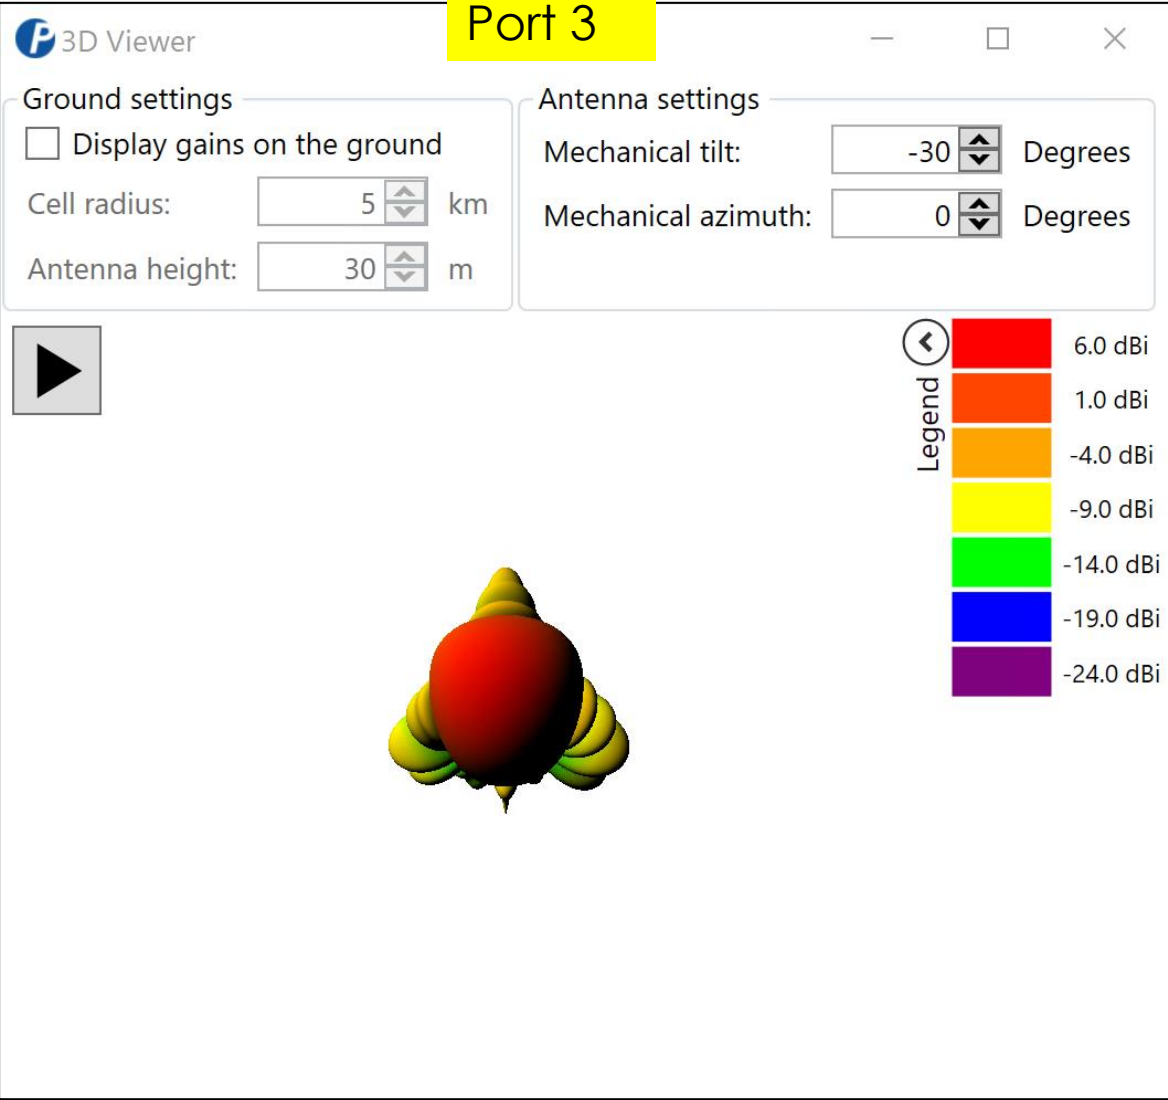 Port 3
3D Viewer
Ground settings
Display gains on the ground
Cell radius: 5 km
Antenna height: 30 m
Antenna settings
Mechanical tilt: -30 Degrees
Mechanical azimuth: 0 Degrees
Legend
6.0 dBi
1.0 dBi
-4.0 dBi
-9.0 dBi
-14.0 dBi
-19.0 dBi
-24.0 dBi